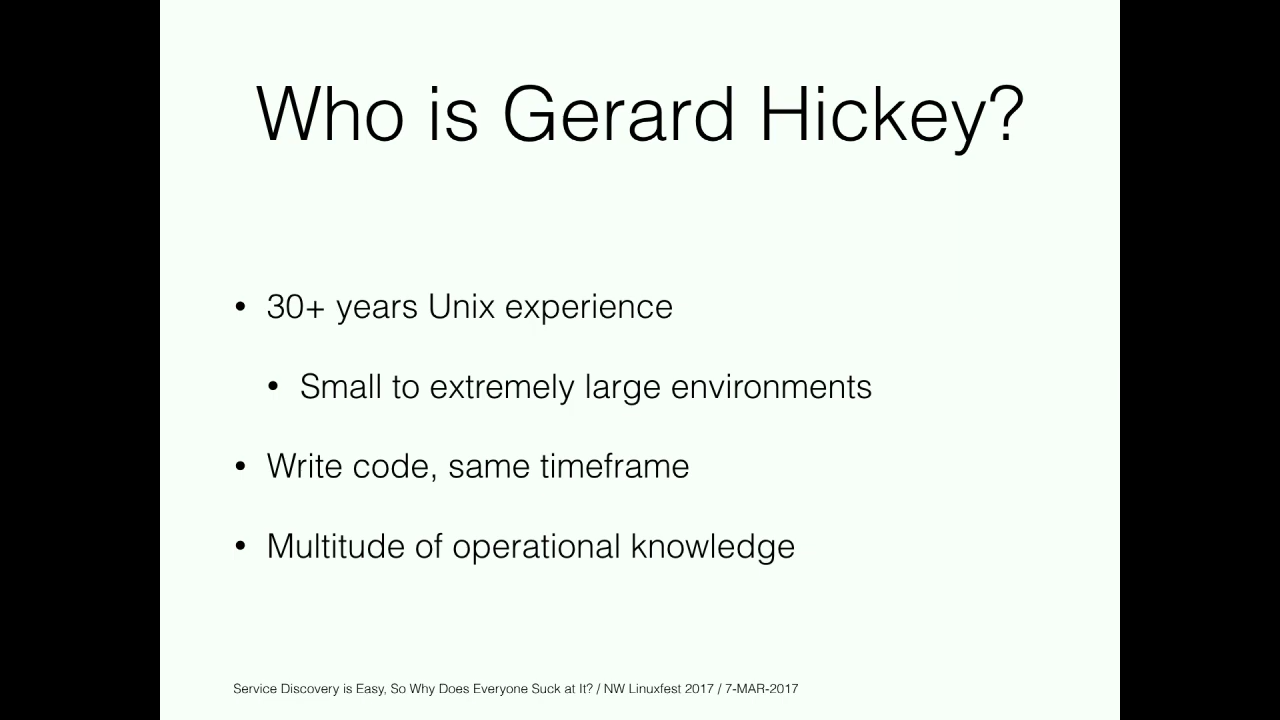 Who is Gerard Hickey?
• 30+ years Unix experience
• Small to extremely large environments
• Write code, same timeframe
• Multitude of operational knowledge
Service Discovery is Easy, So Why Does Everyone Suck at It? / NW Linuxfest 2017 / 7-MAR-2017